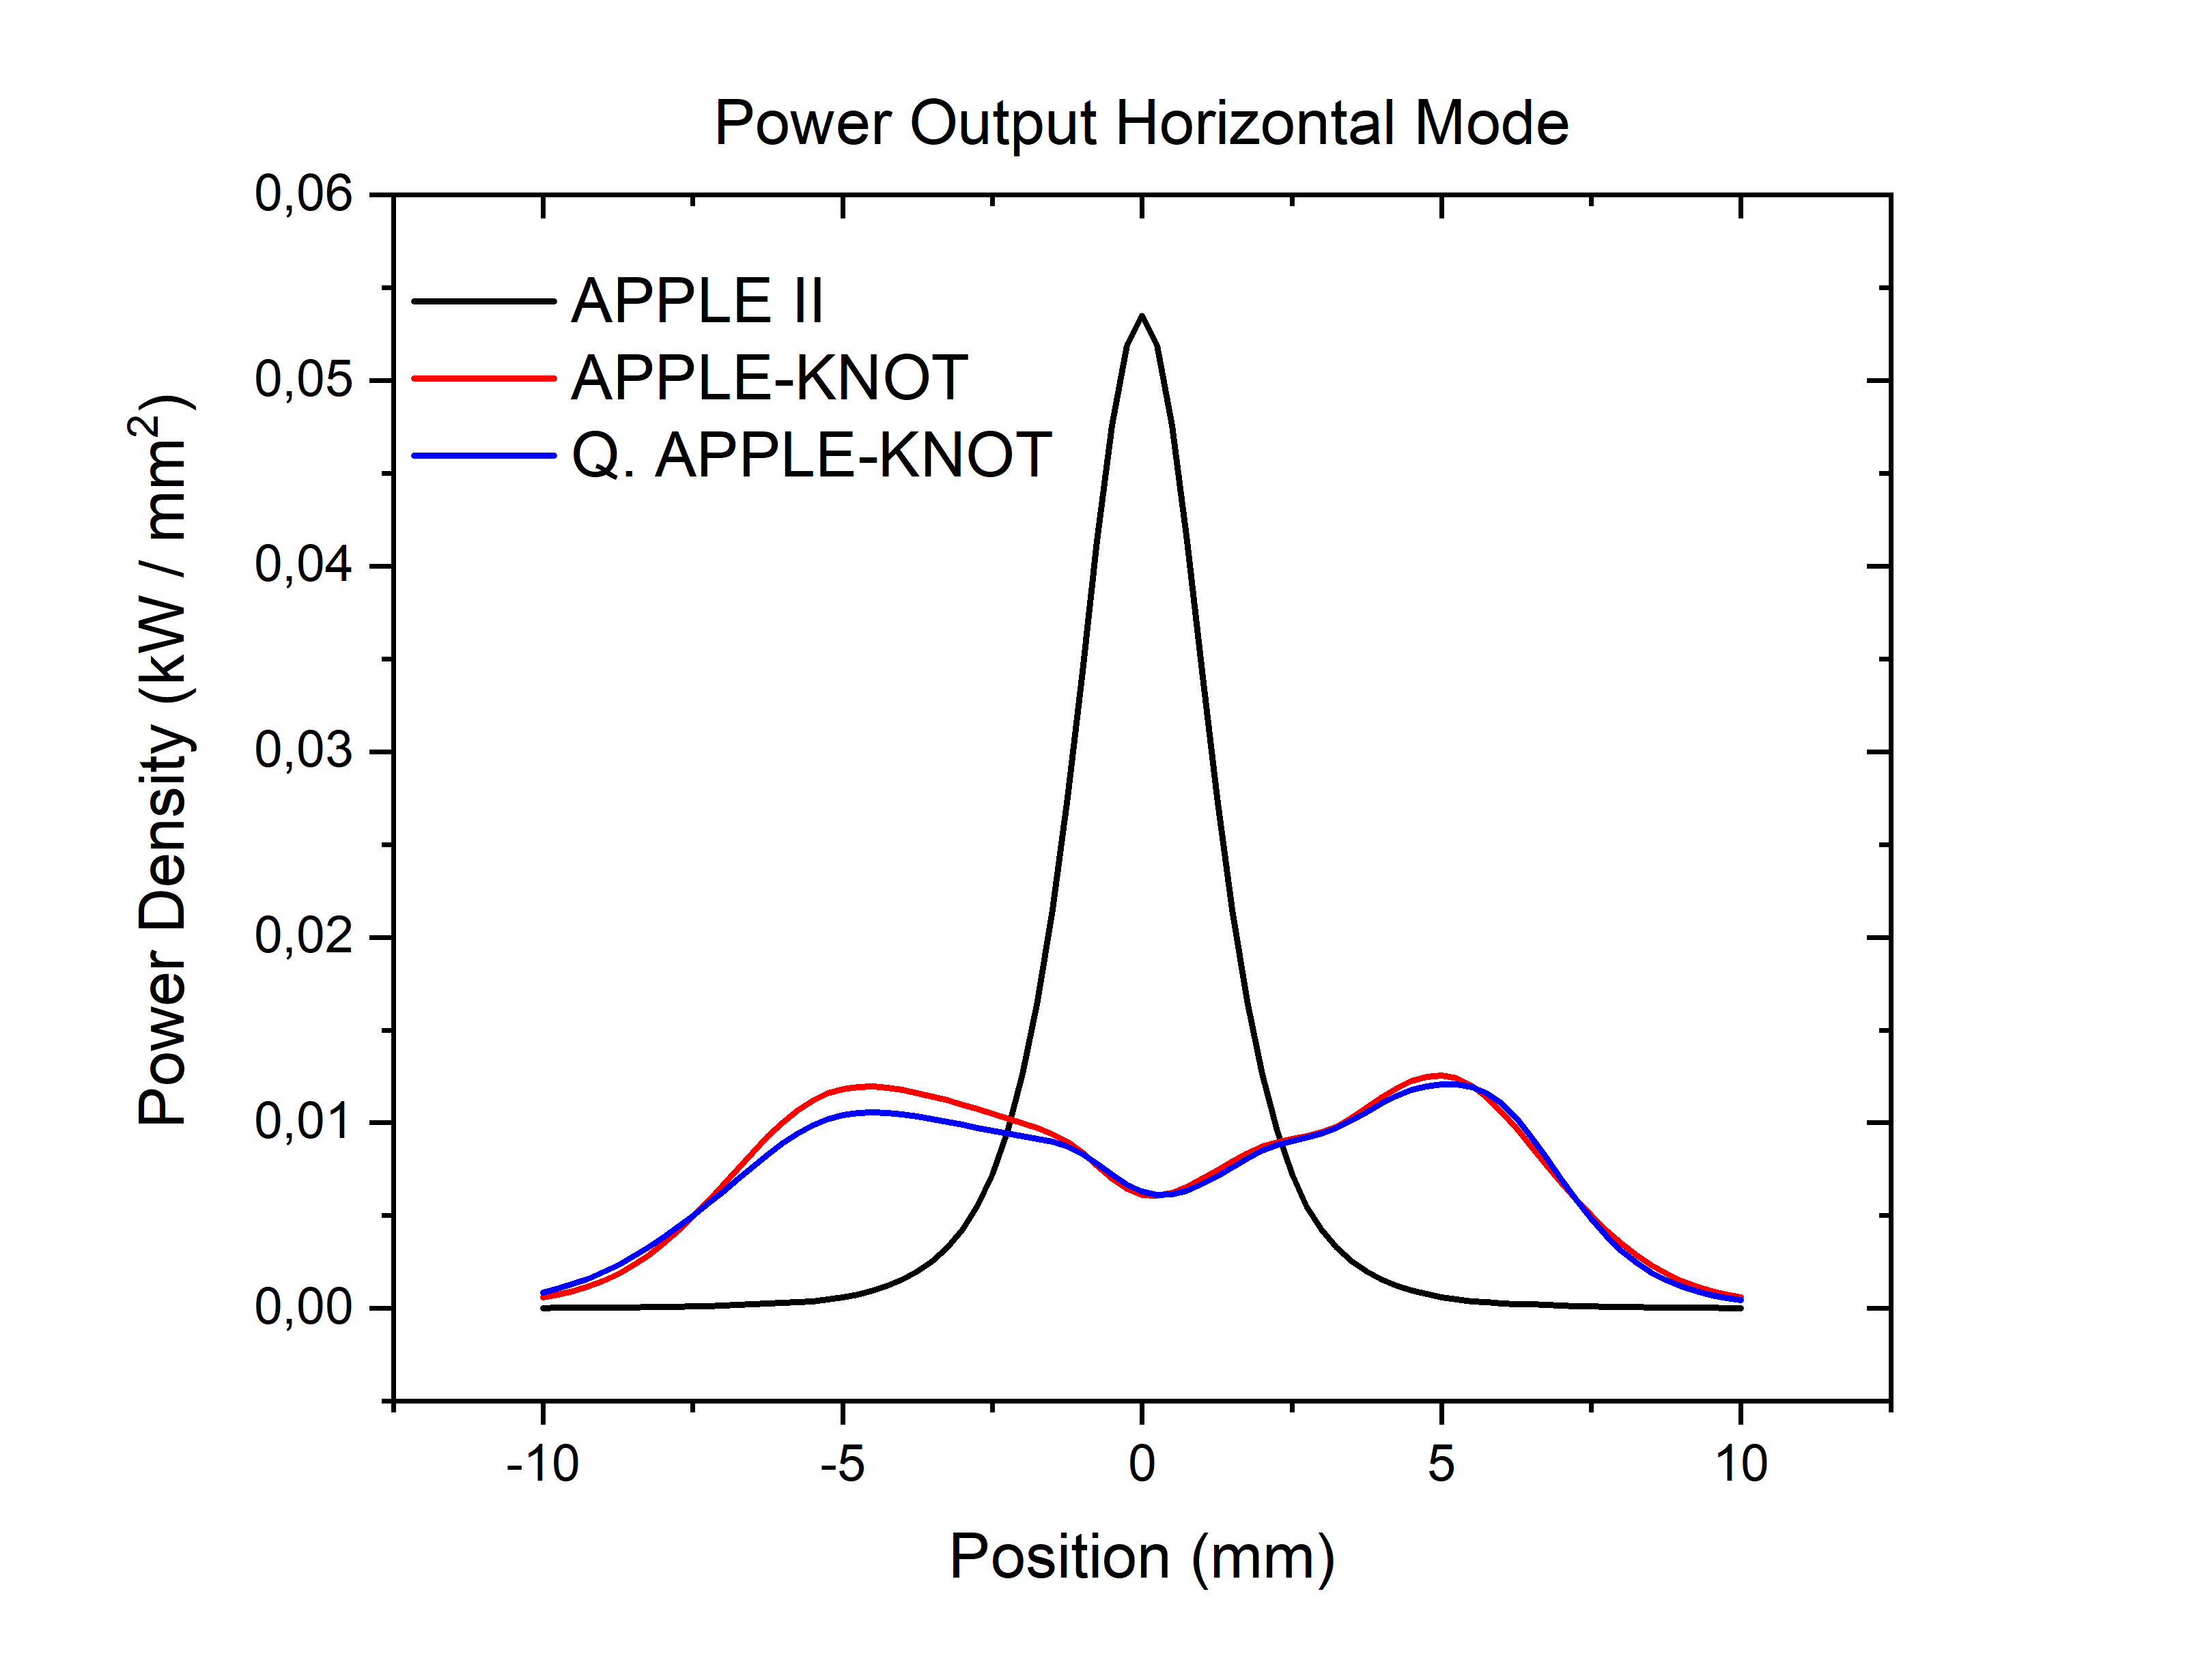 Power Output Horizontal Mode
0,06
0,05
0,04
0,03
0,02
0,01
0,00
Power Density (kW / mm²)
APPLE II
APPLE-KNOT
Q. APPLE-KNOT
-10 -5 0 5 10
Position (mm)